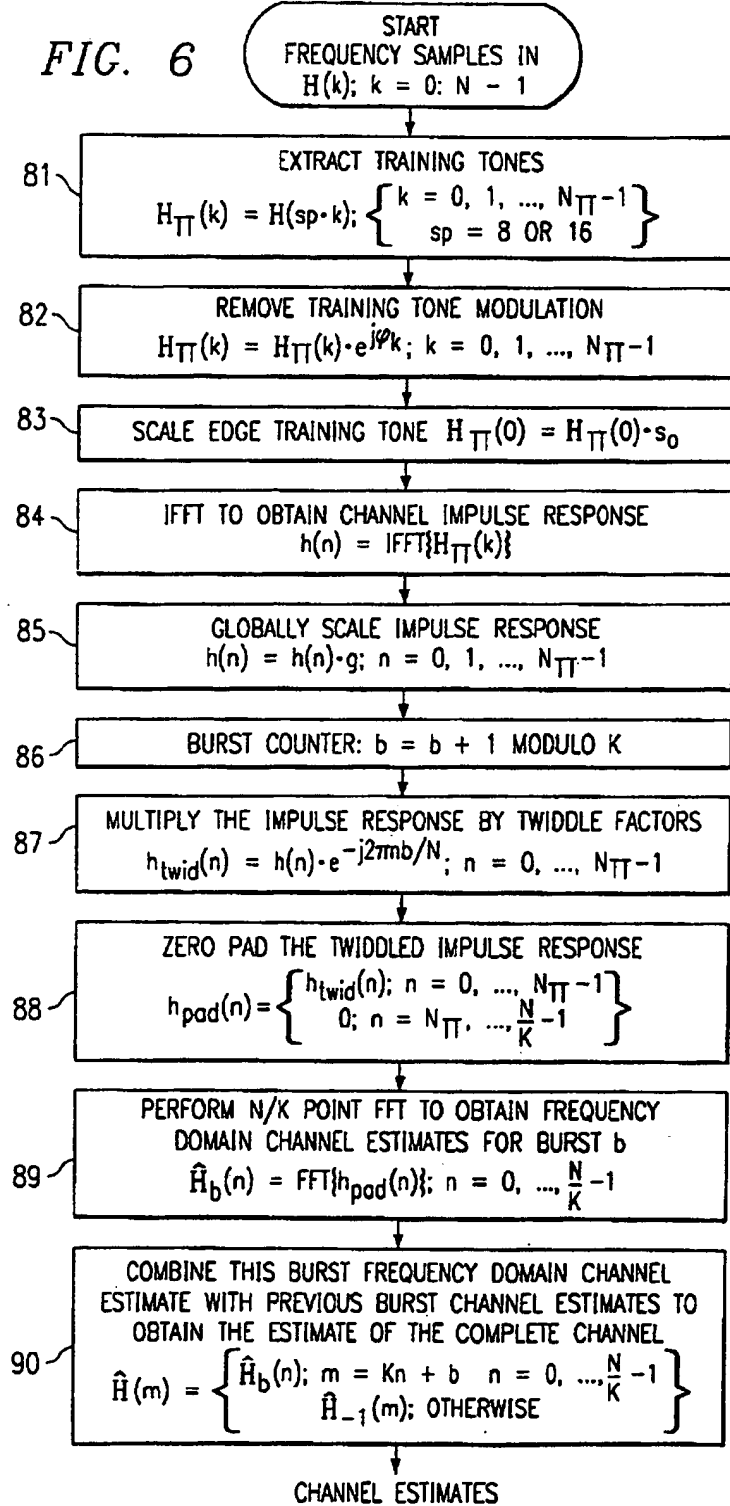 FIG. 6
START
FREQUENCY SAMPLES IN
H(k); k = 0: N - 1
81
EXTRACT TRAINING TONES
H_TT(k) = H(sp·k); { k = 0, 1, ..., N_TT-1
sp = 8 OR 16 }
82
REMOVE TRAINING TONE MODULATION
H_TT(k) = H_TT(k)·e^jφk; k = 0, 1, ..., N_TT-1
83
SCALE EDGE TRAINING TONE H_TT(0) = H_TT(0)·s_0
84
IFFT TO OBTAIN CHANNEL IMPULSE RESPONSE
h(n) = IFFT{H_TT(k)}
85
GLOBALLY SCALE IMPULSE RESPONSE
h(n) = h(n)·g; n = 0, 1, ..., N_TT-1
86
BURST COUNTER: b = b + 1 MODULO K
87
MULTIPLY THE IMPULSE RESPONSE BY TWIDDLE FACTORS
h_twid(n) = h(n)·e^-j2πnb/N; n = 0, ..., N_TT-1
88
ZERO PAD THE TWIDDLED IMPULSE RESPONSE
h_pad(n) = { h_twid(n); n = 0, ..., N_TT-1
0; n = N_TT, ..., N/K -1 }
89
PERFORM N/K POINT FFT TO OBTAIN FREQUENCY
DOMAIN CHANNEL ESTIMATES FOR BURST b
Ĥ_b(n) = FFT{h_pad(n)}; n = 0, ..., N/K -1
90
COMBINE THIS BURST FREQUENCY DOMAIN CHANNEL
ESTIMATE WITH PREVIOUS BURST CHANNEL ESTIMATES TO
OBTAIN THE ESTIMATE OF THE COMPLETE CHANNEL
Ĥ(m) = { Ĥ_b(n); m = Kn + b n = 0, ..., N/K -1
Ĥ_-1(m); OTHERWISE }
CHANNEL ESTIMATES